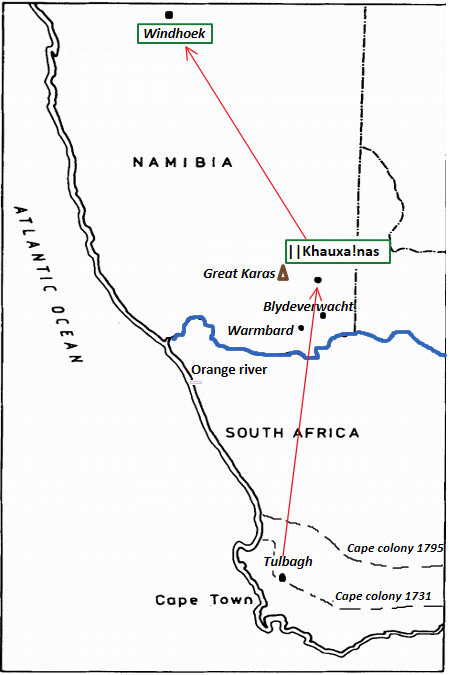 Windhoek
NAMIBIA
ATLANTIC OCEAN
||Khauxa!nas
Great Karas
Blydeverwacht
Warmbard
Orange river
SOUTH AFRICA
Cape colony 1795
Tulbagh
Cape colony 1731
Cape Town